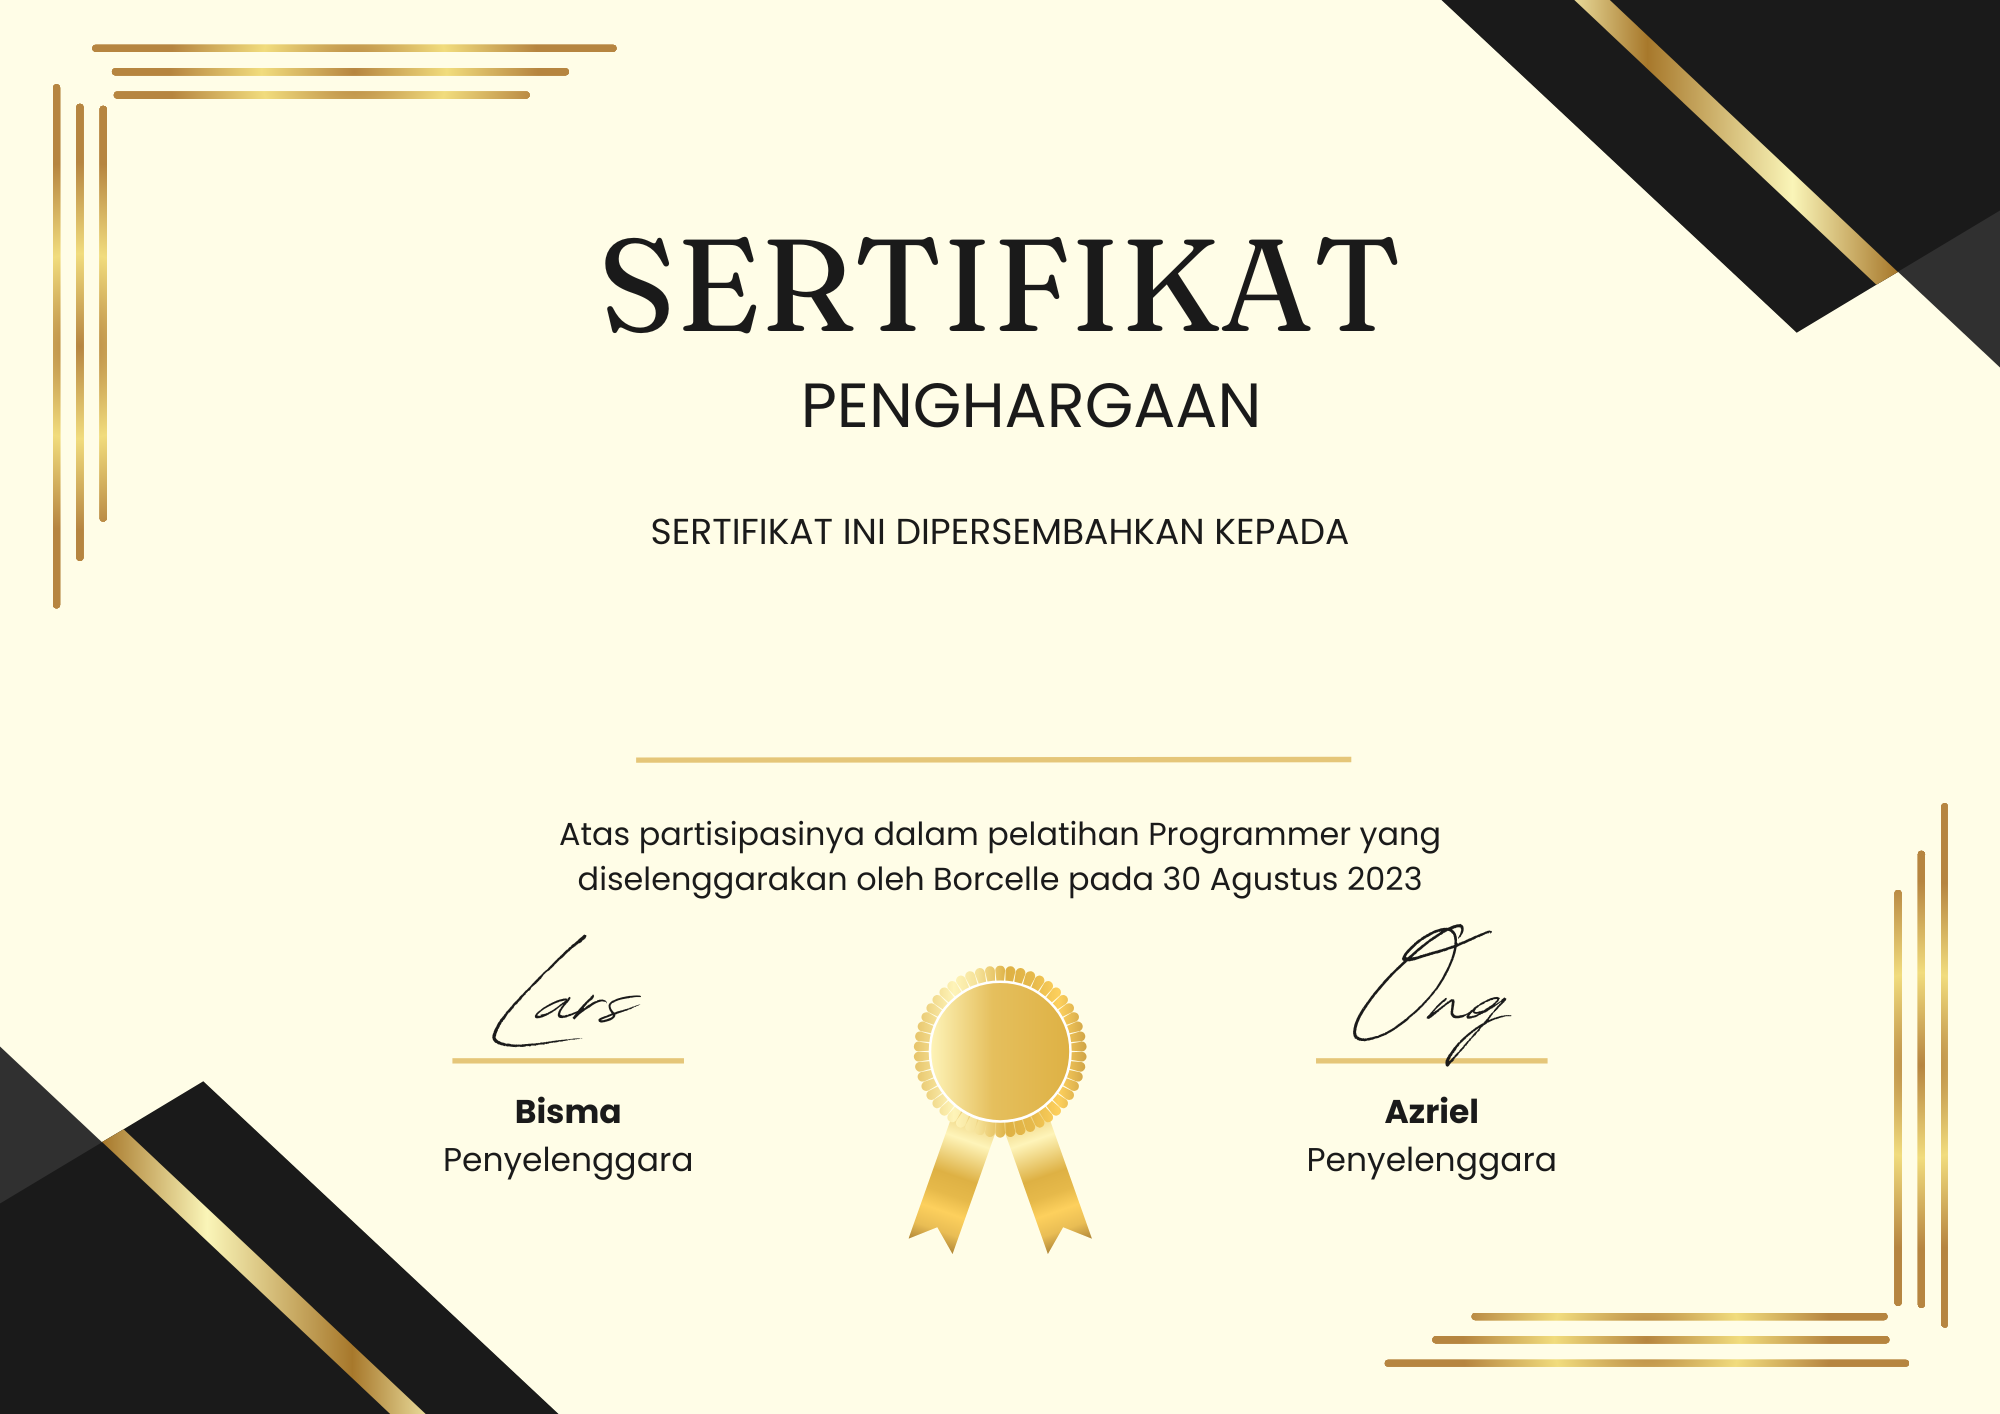 SERTIFIKAT
PENGHARGAAN
SERTIFIKAT INI DIPERSEMBAHKAN KEPADA
Atas partisipasinya dalam pelatihan Programmer yang
diselenggarakan oleh Borcelle pada 30 Agustus 2023
Lars
Ong
Bisma
Azriel
Penyelenggara
Penyelenggara